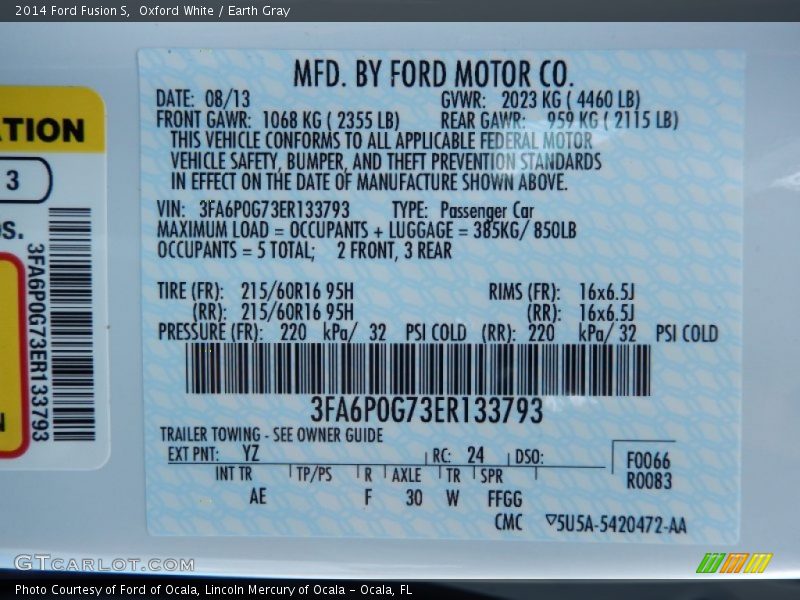 2014 Ford Fusion S, Oxford White / Earth Gray
MFD. BY FORD MOTOR CO.
DATE: 08/13 GVWR: 2023 KG ( 4460 LB)
FRONT GAWR: 1068 KG ( 2355 LB) REAR GAWR: 959 KG ( 2115 LB)
THIS VEHICLE CONFORMS TO ALL APPLICABLE FEDERAL MOTOR
VEHICLE SAFETY, BUMPER, AND THEFT PREVENTION STANDARDS
IN EFFECT ON THE DATE OF MANUFACTURE SHOWN ABOVE.
VIN: 3FA6P0G73ER133793 TYPE: Passenger Car
MAXIMUM LOAD = OCCUPANTS + LUGGAGE = 385KG/ 850LB
OCCUPANTS = 5 TOTAL; 2 FRONT, 3 REAR
TIRE (FR): 215/60R16 95H RIMS (FR): 16x6.5J
(RR): 215/60R16 95H (RR): 16x6.5J
PRESSURE (FR): 220 kPa/ 32 PSI COLD (RR): 220 kPa/ 32 PSI COLD
3FA6P0G73ER133793
TRAILER TOWING - SEE OWNER GUIDE
EXT PNT: YZ RC: 24 DSO:
F0066
R0083
INT TR TP/PS R AXLE TR SPR
AE F 30 W FFGG
CMC ▽5U5A-5420472-AA
ATION
3
S.
3FA6P0G73ER133793
N
GTCARLOT.COM
Photo Courtesy of Ford of Ocala, Lincoln Mercury of Ocala – Ocala, FL